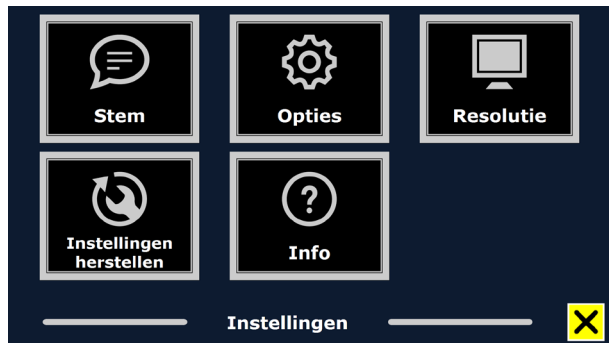 Stem
Opties
Resolutie
Instellingen
herstellen
Info
Instellingen